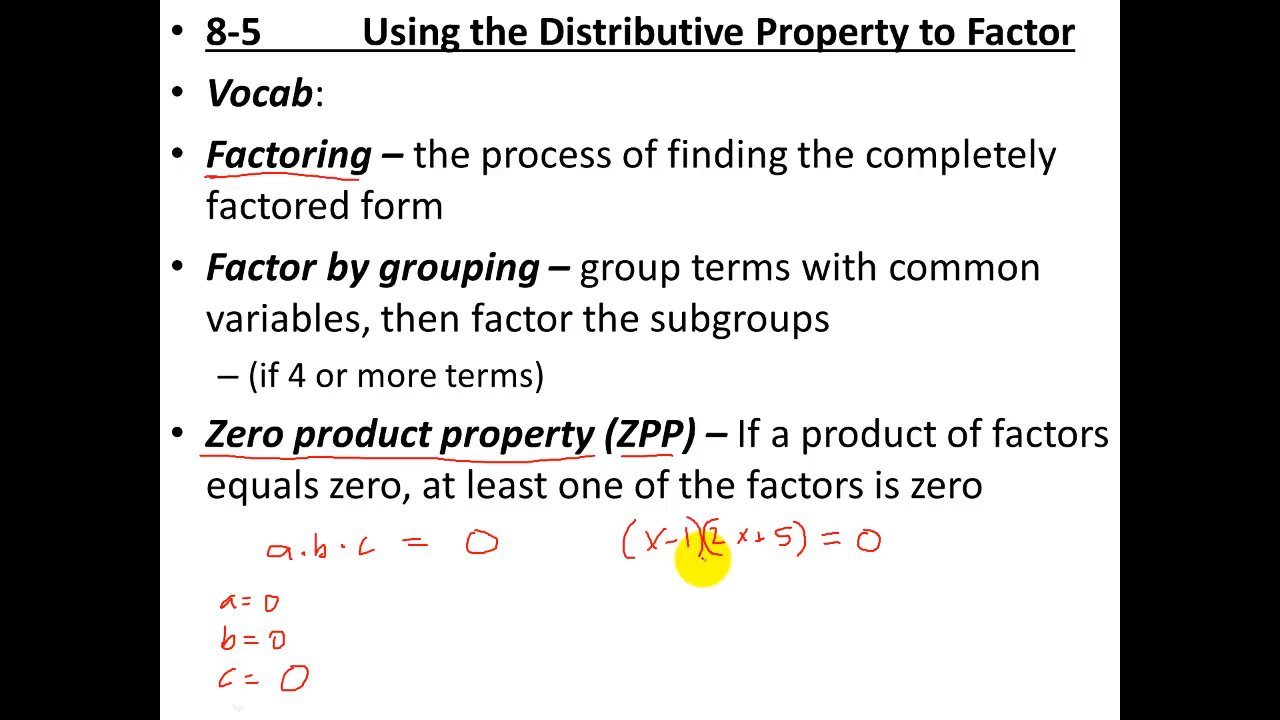 • 8-5 Using the Distributive Property to Factor
• Vocab:
• Factoring – the process of finding the completely
factored form
• Factor by grouping – group terms with common
variables, then factor the subgroups
– (if 4 or more terms)
• Zero product property (ZPP) – If a product of factors
equals zero, at least one of the factors is zero
a · b · c = 0 (x-1)(2x+5) = 0
a = 0
b = 0
c = 0